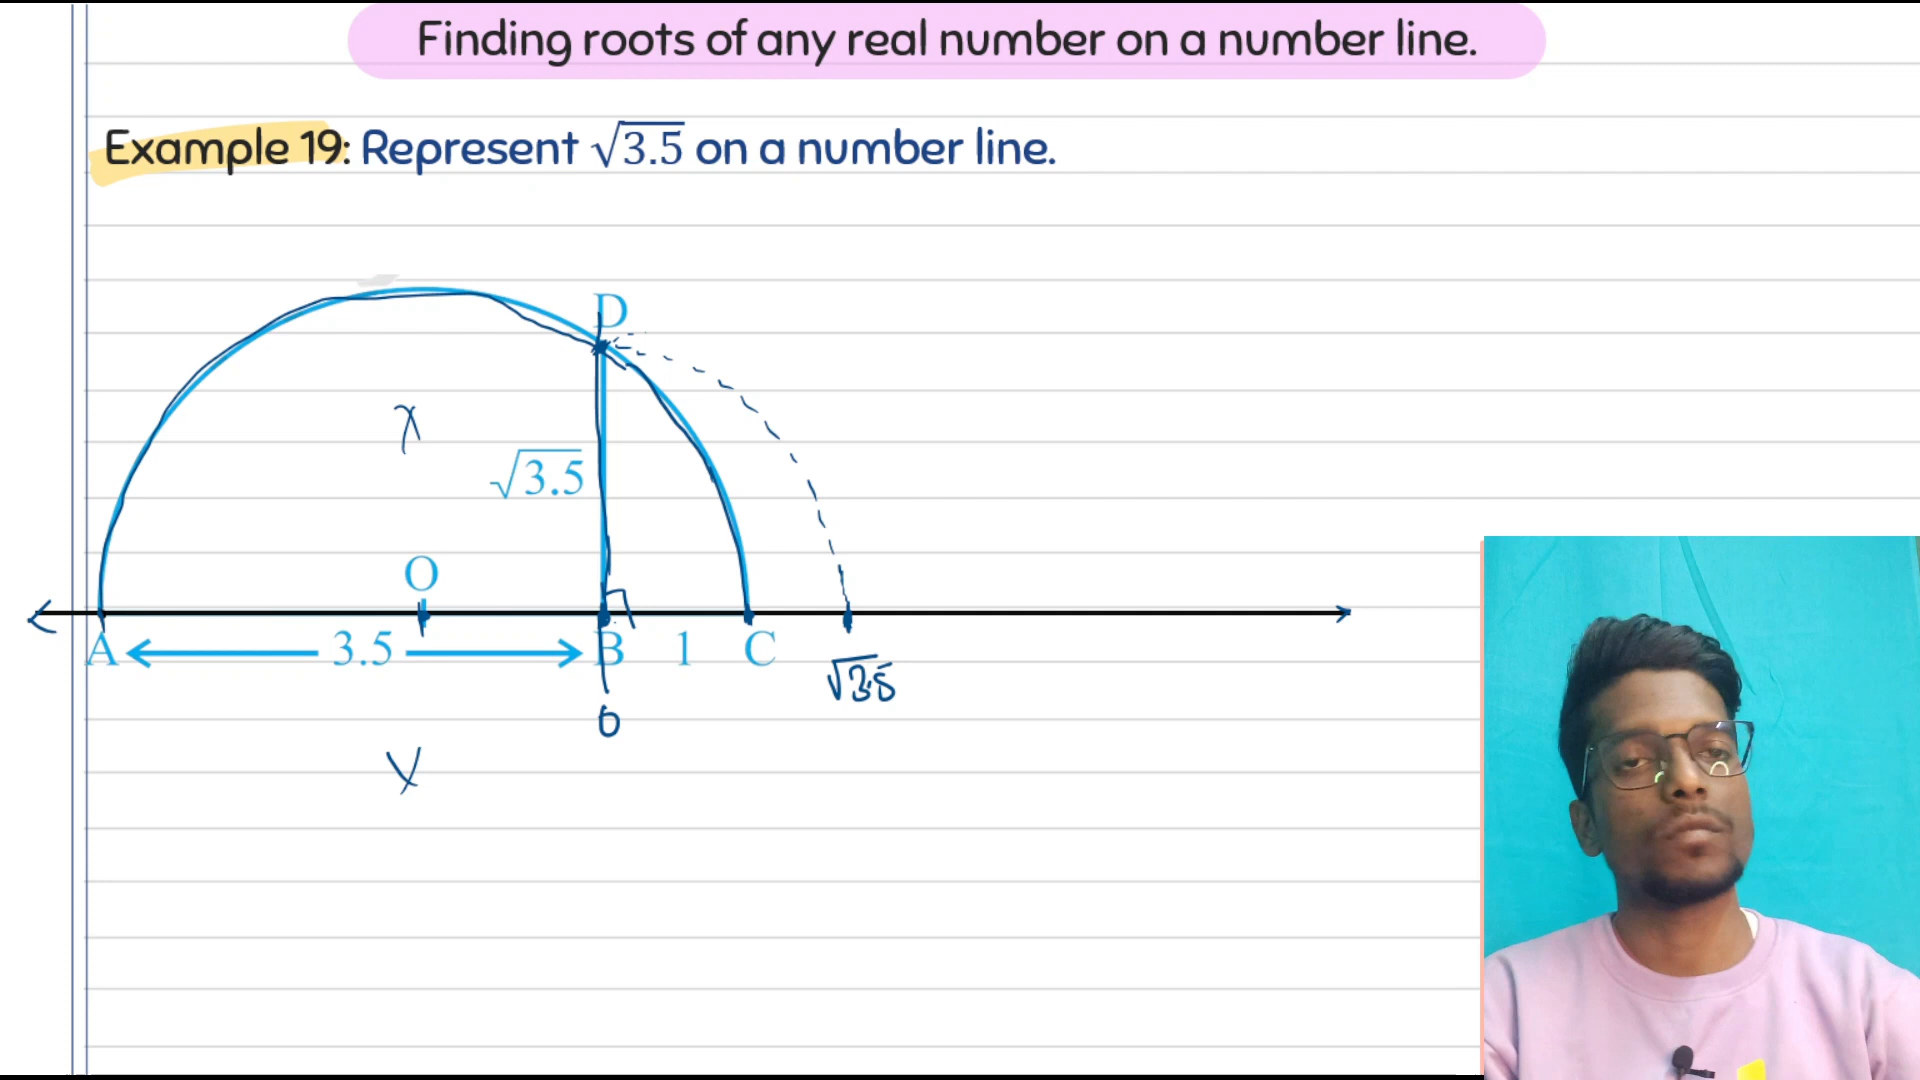 Finding roots of any real number on a number line.
Example 19: Represent √3.5 on a number line.
D
√3.5
O
A 3.5 B 1 C
√3.5
0